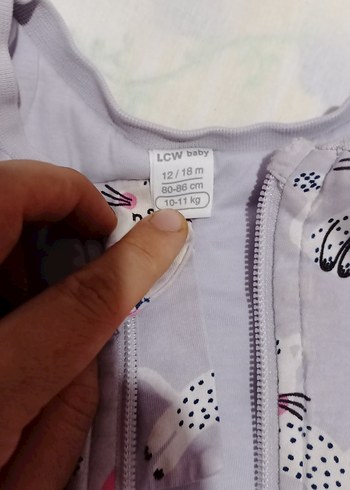 LCW baby
12 / 18 m
80-86 cm
10-11 kg